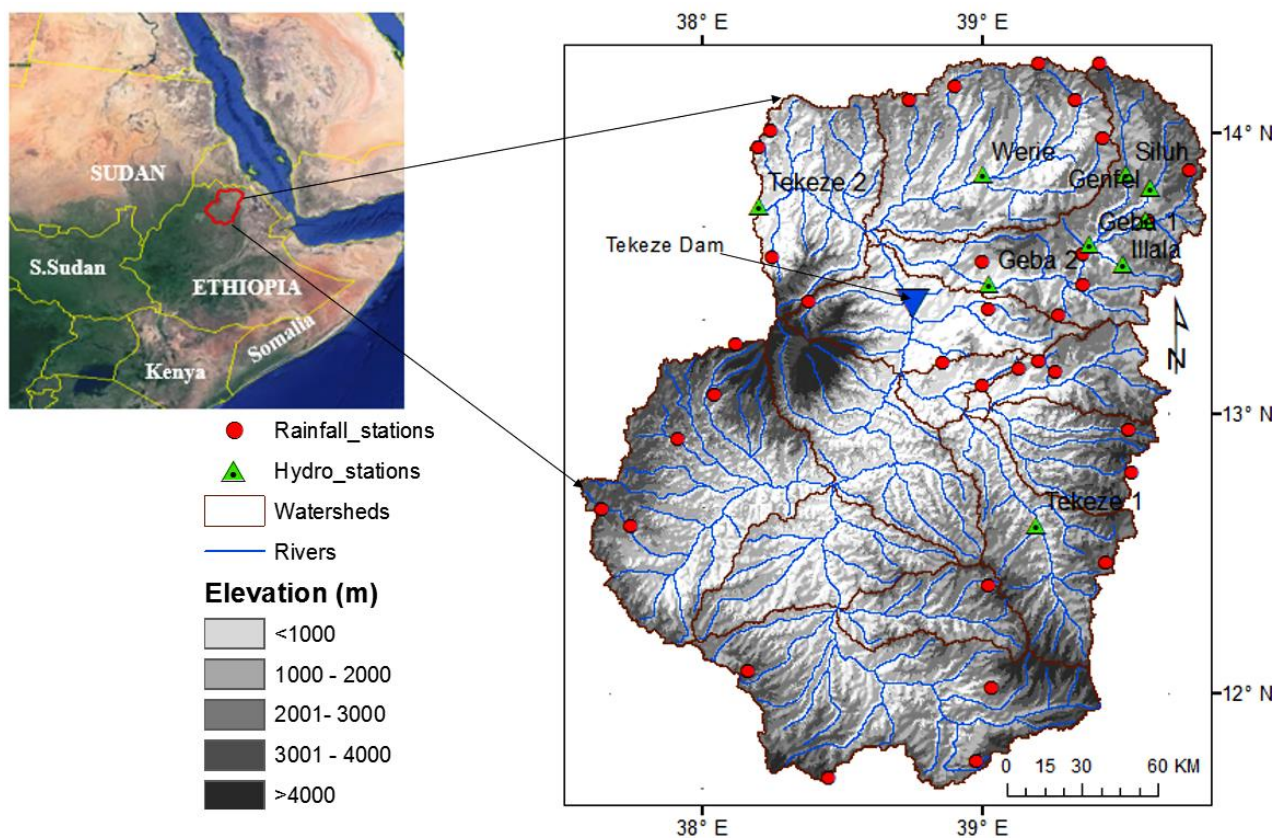 SUDAN
S.Sudan
ETHIOPIA
Somalia
Kenya
Rainfall_stations
Hydro_stations
Watersheds
Rivers
Elevation (m)
<1000
1000 - 2000
2001- 3000
3001 - 4000
>4000
38° E
39° E
14° N
13° N
12° N
Werie
Siluh
Genfel
Tekeze 2
Geba 1
Illala
Geba 2
Tekeze Dam
N
Tekeze 1
0 15 30 60 KM
38° E
39° E